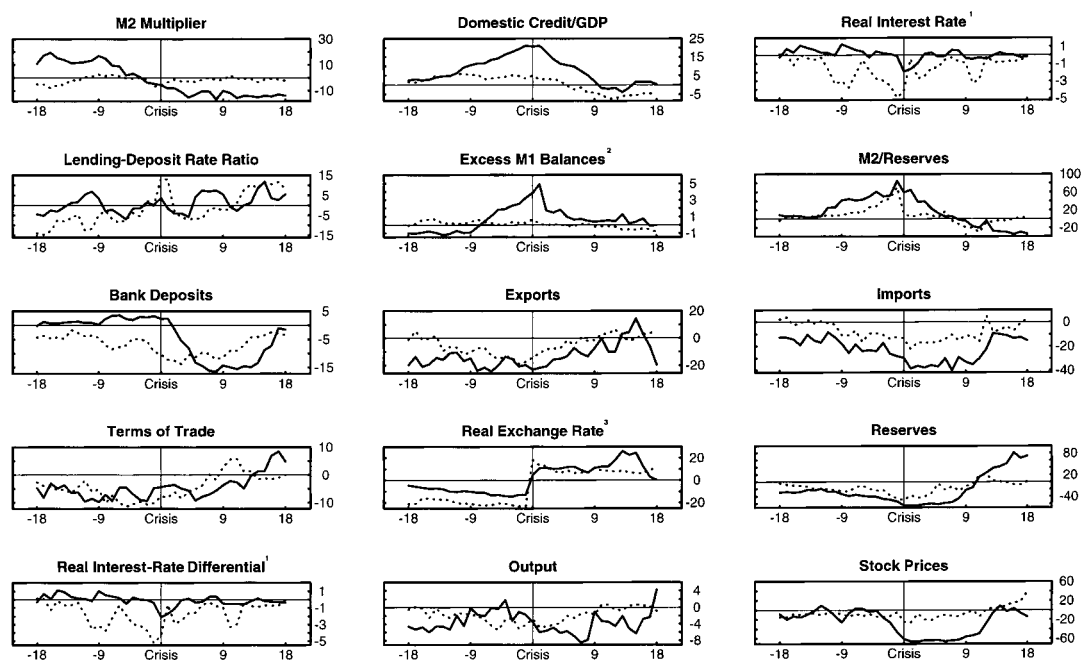 M2 Multiplier
30
10
-10
-18 -9 Crisis 9 18
Domestic Credit/GDP
25
15
5
-5
-18 -9 Crisis 9 18
Real Interest Rate 1
1
-1
-3
-5
-18 -9 Crisis 9 18
Lending-Deposit Rate Ratio
15
5
-5
-15
-18 -9 Crisis 9 18
Excess M1 Balances 2
5
3
1
-1
-18 -9 Crisis 9 18
M2/Reserves
100
60
20
-20
-18 -9 Crisis 9 18
Bank Deposits
5
-5
-15
-18 -9 Crisis 9 18
Exports
20
0
-20
-18 -9 Crisis 9 18
Imports
0
-20
-40
-18 -9 Crisis 9 18
Terms of Trade
10
0
-10
-18 -9 Crisis 9 18
Real Exchange Rate 3
20
0
-20
-18 -9 Crisis 9 18
Reserves
80
20
-40
-18 -9 Crisis 9 18
Real Interest-Rate Differential 1
1
-1
-3
-5
-18 -9 Crisis 9 18
Output
4
0
-4
-8
-18 -9 Crisis 9 18
Stock Prices
60
20
-20
-60
-18 -9 Crisis 9 18